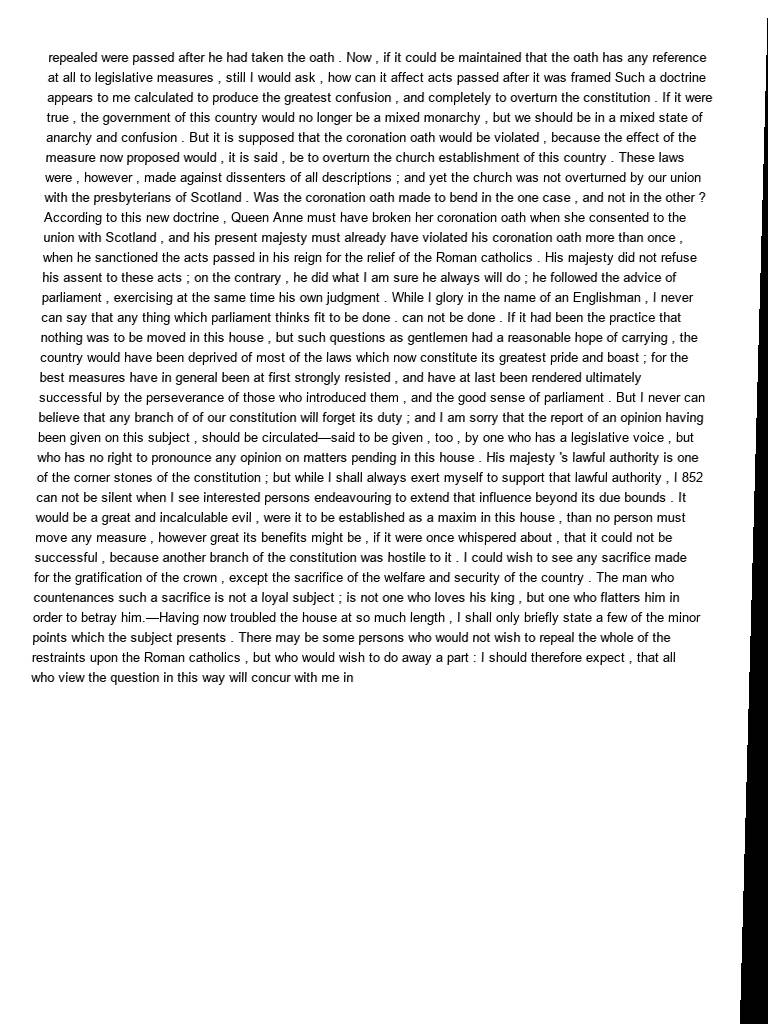 repealed were passed after he had taken the oath . Now , if it could be maintained that the oath has any reference
at all to legislative measures , still I would ask , how can it affect acts passed after it was framed Such a doctrine
appears to me calculated to produce the greatest confusion , and completely to overturn the constitution . If it were
true , the government of this country would no longer be a mixed monarchy , but we should be in a mixed state of
anarchy and confusion . But it is supposed that the coronation oath would be violated , because the effect of the
measure now proposed would , it is said , be to overturn the church establishment of this country . These laws
were , however , made against dissenters of all descriptions ; and yet the church was not overturned by our union
with the presbyterians of Scotland . Was the coronation oath made to bend in the one case , and not in the other ?
According to this new doctrine , Queen Anne must have broken her coronation oath when she consented to the
union with Scotland , and his present majesty must already have violated his coronation oath more than once ,
when he sanctioned the acts passed in his reign for the relief of the Roman catholics . His majesty did not refuse
his assent to these acts ; on the contrary , he did what I am sure he always will do ; he followed the advice of
parliament , exercising at the same time his own judgment . While I glory in the name of an Englishman , I never
can say that any thing which parliament thinks fit to be done . can not be done . If it had been the practice that
nothing was to be moved in this house , but such questions as gentlemen had a reasonable hope of carrying , the
country would have been deprived of most of the laws which now constitute its greatest pride and boast ; for the
best measures have in general been at first strongly resisted , and have at last been rendered ultimately
successful by the perseverance of those who introduced them , and the good sense of parliament . But I never can
believe that any branch of of our constitution will forget its duty ; and I am sorry that the report of an opinion having
been given on this subject , should be circulated—said to be given , too , by one who has a legislative voice , but
who has no right to pronounce any opinion on matters pending in this house . His majesty 's lawful authority is one
of the corner stones of the constitution ; but while I shall always exert myself to support that lawful authority , I 852
can not be silent when I see interested persons endeavouring to extend that influence beyond its due bounds . It
would be a great and incalculable evil , were it to be established as a maxim in this house , than no person must
move any measure , however great its benefits might be , if it were once whispered about , that it could not be
successful , because another branch of the constitution was hostile to it . I could wish to see any sacrifice made
for the gratification of the crown , except the sacrifice of the welfare and security of the country . The man who
countenances such a sacrifice is not a loyal subject ; is not one who loves his king , but one who flatters him in
order to betray him.—Having now troubled the house at so much length , I shall only briefly state a few of the minor
points which the subject presents . There may be some persons who would not wish to repeal the whole of the
restraints upon the Roman catholics , but who would wish to do away a part : I should therefore expect , that all
who view the question in this way will concur with me in